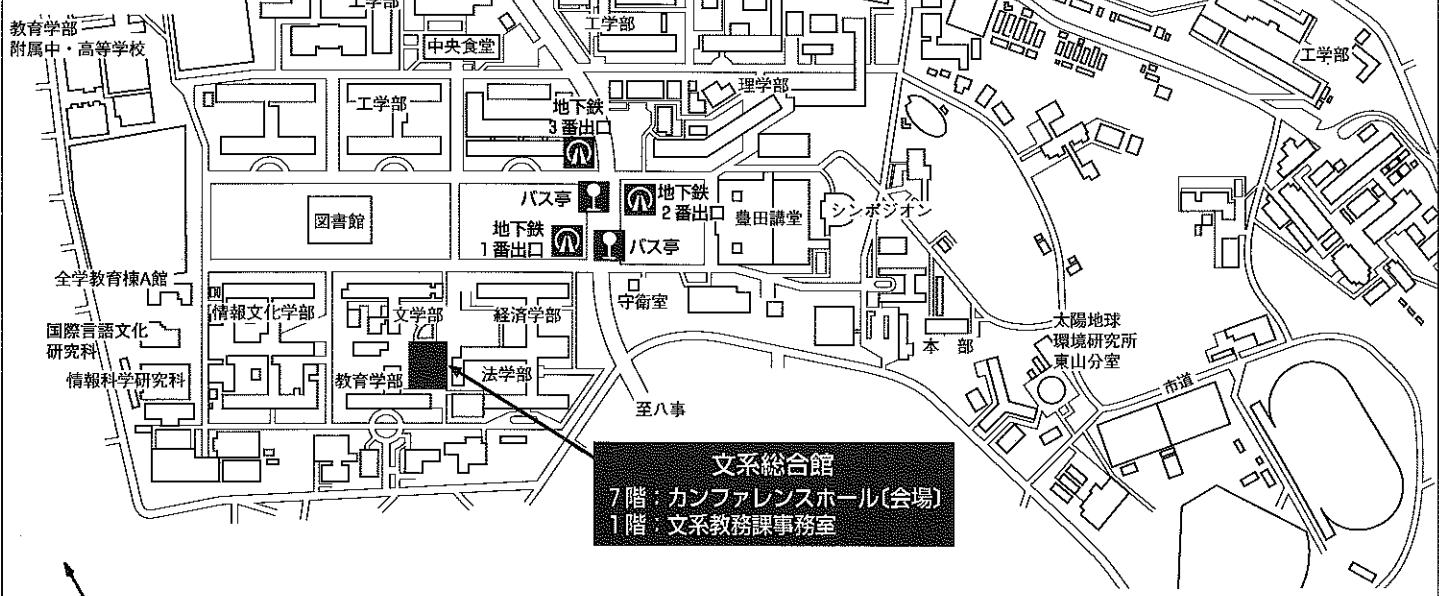 教育学部
附属中・高等学校
工学部
中央食堂
工学部
工学部
工学部
理学部
地下鉄
3番出口
バス亭
地下鉄
2番出口
地下鉄
1番出口
バス亭
図書館
豊田講堂
シンポジオン
全学教育棟A館
国際言語文化
研究科
情報科学研究科
情報文化学部
文学部
経済学部
教育学部
法学部
守衛室
本部
太陽地球
環境研究所
東山分室
市道
至八事
文系総合館
7階：カンファレンスホール〔会場〕
1階：文系教務課事務室